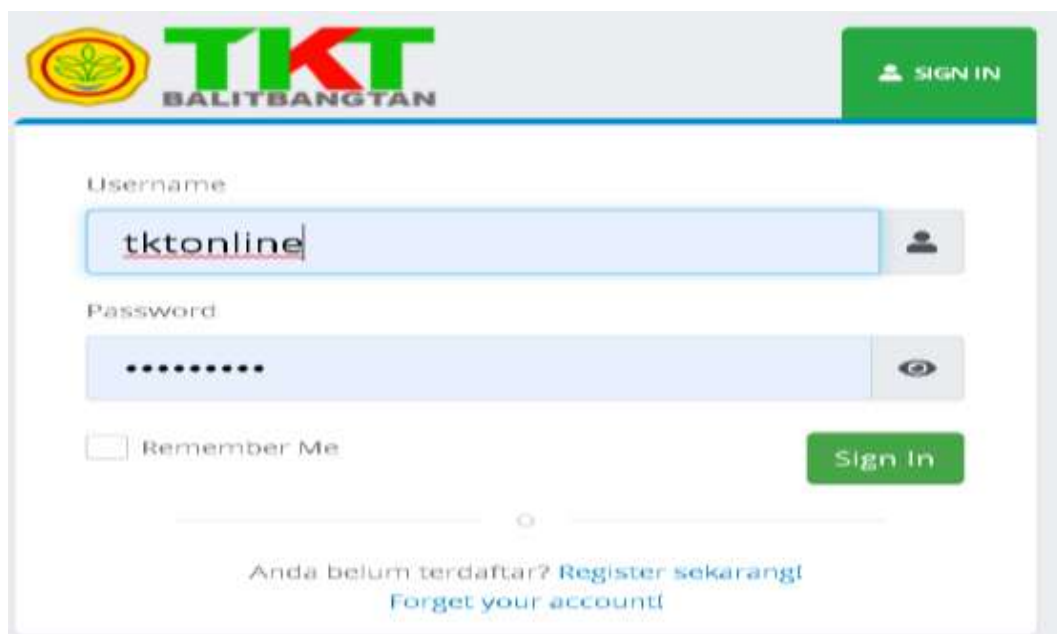 TKT
BALITBANGTAN
SIGN IN
Username
tktonline
Password
•••••••••
Remember Me
Sign In
Anda belum terdaftar? Register sekarang!
Forget your account!